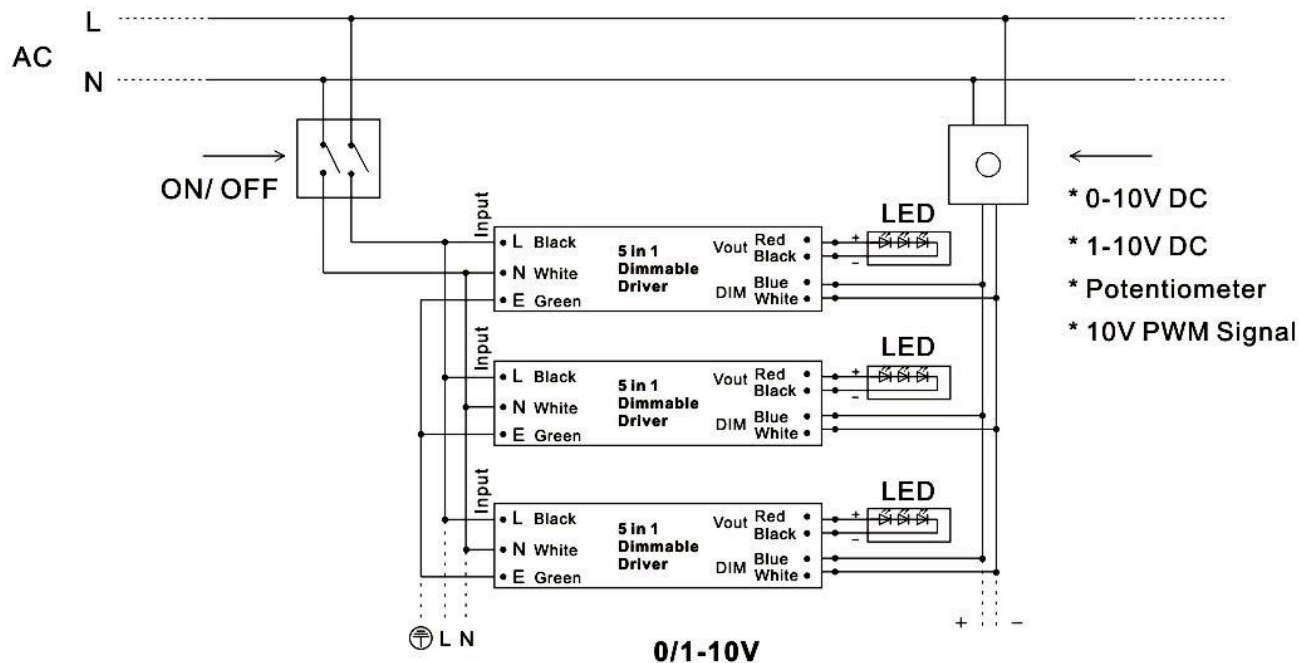 L
AC
N
ON/ OFF
* 0-10V DC
* 1-10V DC
* Potentiometer
* 10V PWM Signal
Input
L Black
N White
E Green
5 in 1
Dimmable
Driver
Vout Red
Black
DIM Blue
White
LED
+
–
Input
L Black
N White
E Green
5 in 1
Dimmable
Driver
Vout Red
Black
DIM Blue
White
LED
+
–
Input
L Black
N White
E Green
5 in 1
Dimmable
Driver
Vout Red
Black
DIM Blue
White
LED
+
–
L N
+ –
0/1-10V